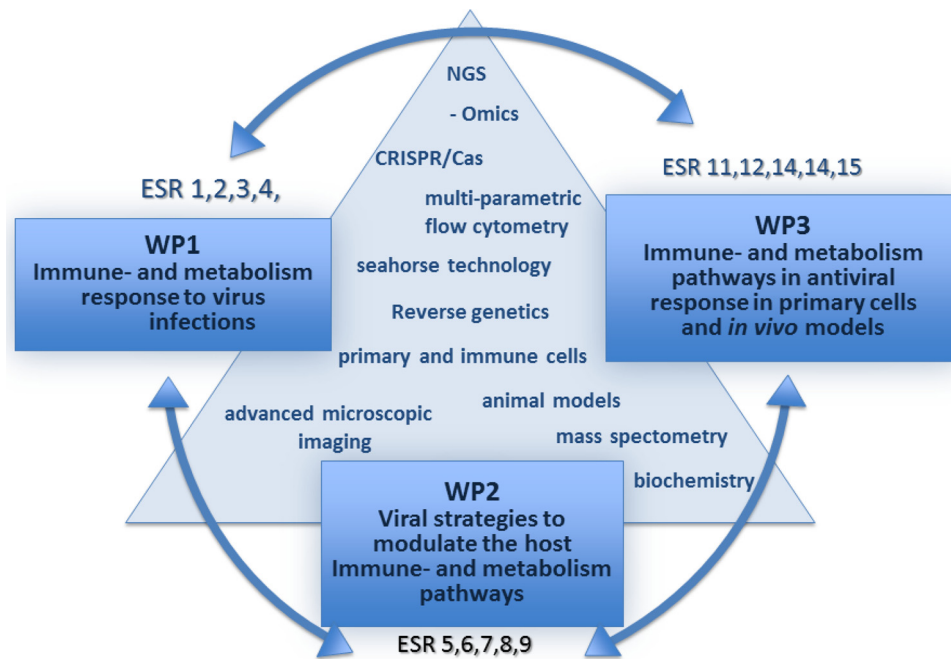 NGS
- Omics
CRISPR/Cas
multi-parametric
flow cytometry
seahorse technology
Reverse genetics
primary and immune cells
animal models
advanced microscopic
imaging
mass spectometry
biochemistry
ESR 1,2,3,4,
WP1
Immune- and metabolism
response to virus
infections
ESR 11,12,14,14,15
WP3
Immune- and metabolism
pathways in antiviral
response in primary cells
and in vivo models
WP2
Viral strategies to
modulate the host
Immune- and metabolism
pathways
ESR 5,6,7,8,9